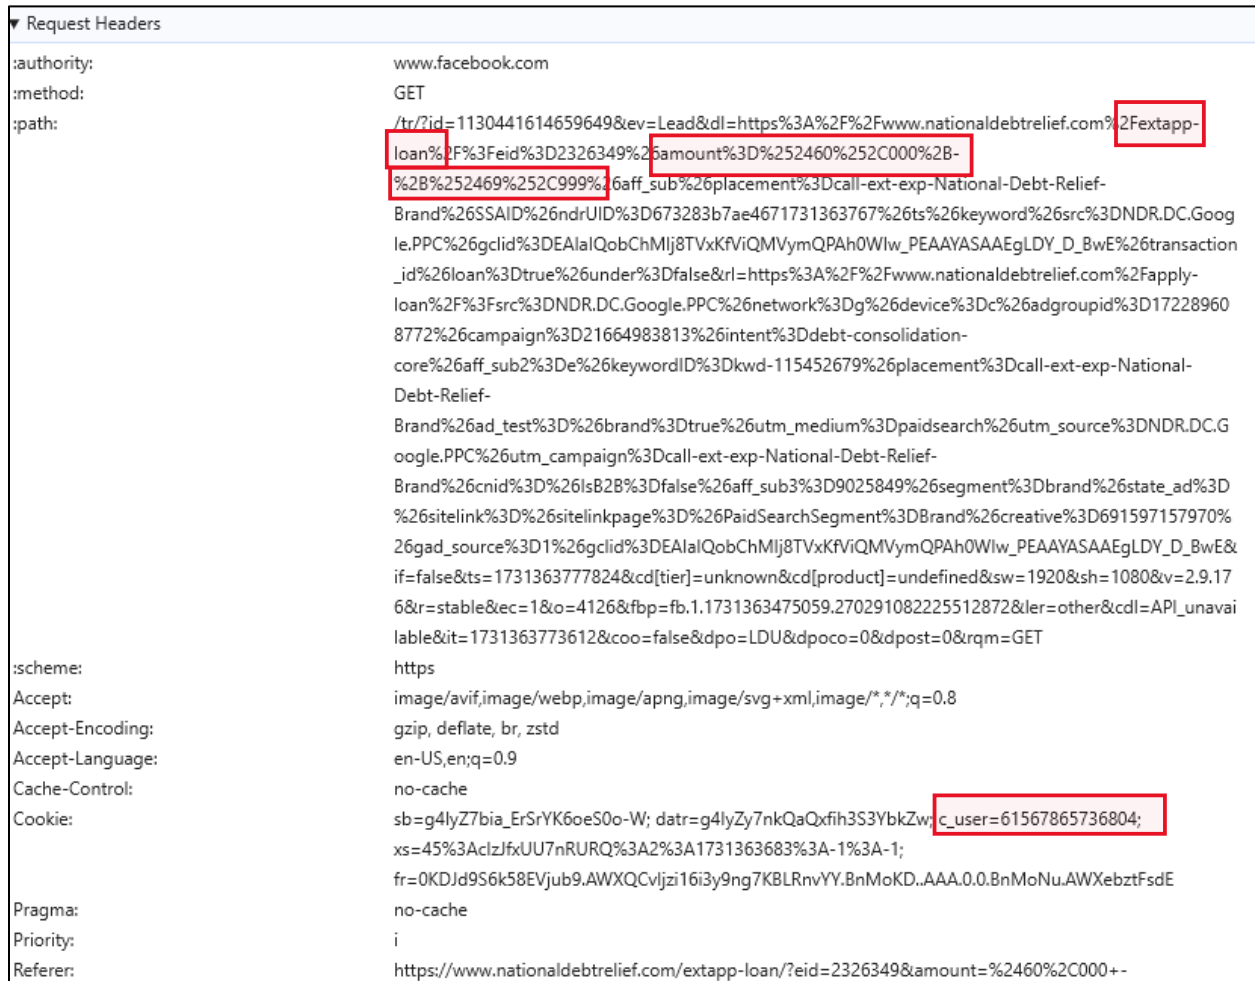 ▼ Request Headers
:authority: www.facebook.com
:method: GET
:path: /tr/?id=1130441614659649&ev=Lead&dl=https%3A%2F%2Fwww.nationaldebtrelief.com%2Fextapp-
loan%2F%3Feid%3D2326349%26amount%3D%252460%252C000%2B-
%2B%252469%252C999%26aff_sub%26placement%3Dcall-ext-exp-National-Debt-Relief-
Brand%26SSAID%26ndrUID%3D673283b7ae4671731363767%26ts%26keyword%26src%3DNDR.DC.Goog
le.PPC%26gclid%3DEAIaIQobChMIj8TVxKfViQMVymQPAh0WIw_PEAAYASAAEgLDY_D_BwE%26transaction
_id%26loan%3Dtrue%26under%3Dfalse&rl=https%3A%2F%2Fwww.nationaldebtrelief.com%2Fapply-
loan%2F%3Fsrc%3DNDR.DC.Google.PPC%26network%3Dg%26device%3Dc%26adgroupid%3D17228960
8772%26campaign%3D21664983813%26intent%3Ddebt-consolidation-
core%26aff_sub2%3De%26keywordID%3Dkwd-115452679%26placement%3Dcall-ext-exp-National-
Debt-Relief-
Brand%26ad_test%3D%26brand%3Dtrue%26utm_medium%3Dpaidsearch%26utm_source%3DNDR.DC.G
oogle.PPC%26utm_campaign%3Dcall-ext-exp-National-Debt-Relief-
Brand%26cnid%3D%26IsB2B%3Dfalse%26aff_sub3%3D9025849%26segment%3Dbrand%26state_ad%3D
%26sitelink%3D%26sitelinkpage%3D%26PaidSearchSegment%3DBrand%26creative%3D691597157970%
26gad_source%3D1%26gclid%3DEAIaIQobChMIj8TVxKfViQMVymQPAh0WIw_PEAAYASAAEgLDY_D_BwE&
if=false&ts=1731363777824&cd[tier]=unknown&cd[product]=undefined&sw=1920&sh=1080&v=2.9.17
6&r=stable&ec=1&o=4126&fbp=fb.1.1731363475059.270291082225512872&ler=other&cdl=API_unavai
lable&it=1731363773612&coo=false&dpo=LDU&dpoco=0&dpost=0&rqm=GET
:scheme: https
Accept: image/avif,image/webp,image/apng,image/svg+xml,image/*,*/*;q=0.8
Accept-Encoding: gzip, deflate, br, zstd
Accept-Language: en-US,en;q=0.9
Cache-Control: no-cache
Cookie: sb=g4IyZ7bia_ErSrYK6oeS0o-W; datr=g4IyZy7nkQaQxfih3S3YbkZw; c_user=61567865736804;
xs=45%3AcIzJfxUU7nRURQ%3A2%3A1731363683%3A-1%3A-1;
fr=0KDJd9S6k58EVjub9.AWXQCvljzi16i3y9ng7KBLRnvYY.BnMoKD..AAA.0.0.BnMoNu.AWXebztFsdE
Pragma: no-cache
Priority: i
Referer: https://www.nationaldebtrelief.com/extapp-loan/?eid=2326349&amount=%2460%2C000+-